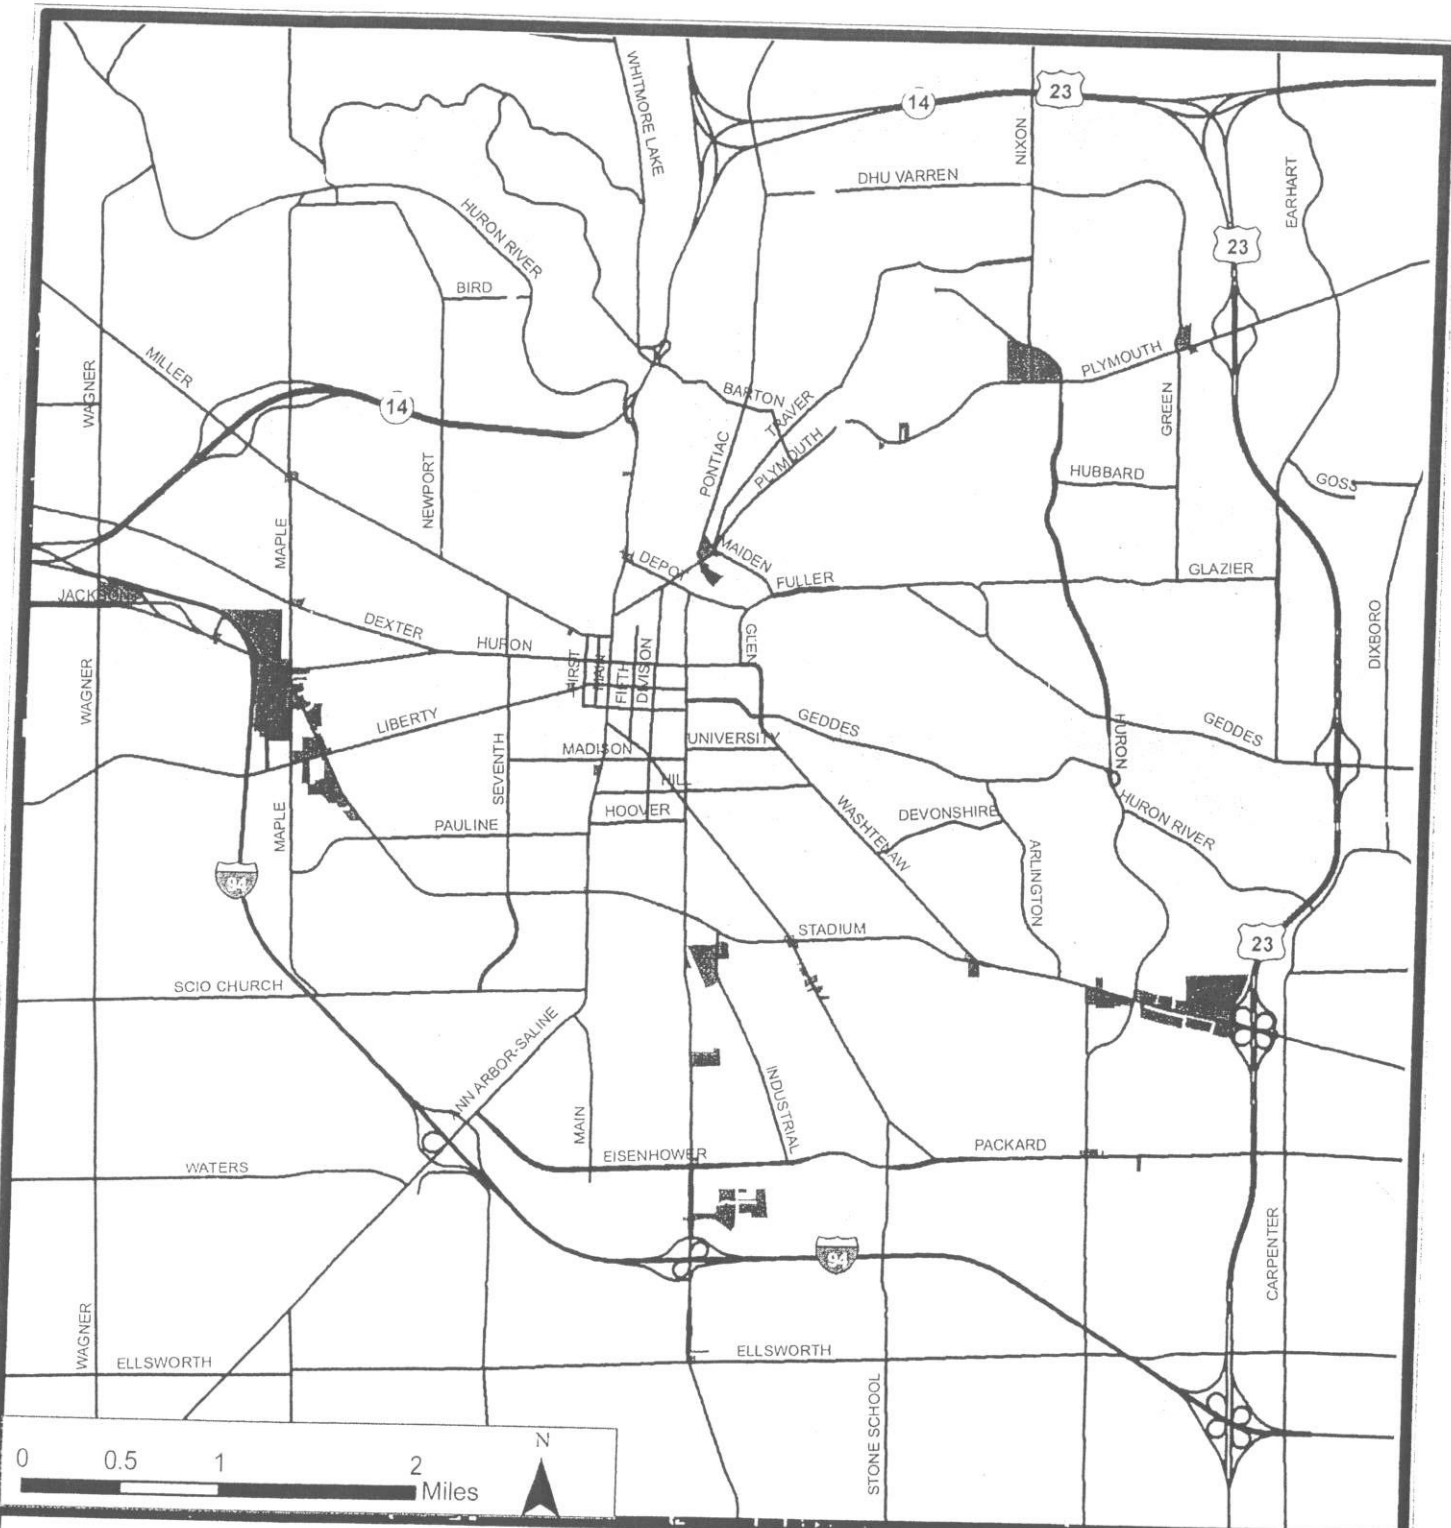 WHITMORE LAKE
14
23
NIXON
DHU VARREN
EARHART
HURON RIVER
23
BIRD
MILLER
WAGNER
PLYMOUTH
14
BARTON
TRAVER
GREEN
PLYMOUTH
PONTIAC
NEWPORT
HUBBARD
GOSS
MAPLE
MAIDEN
DEPOT
FULLER
GLAZIER
JACKSON
DEXTER
HURON
GLEN
DIXBORO
FIRST
MAIN
FIFTH
DIVISION
WAGNER
LIBERTY
GEDDES
GEDDES
HURON
UNIVERSITY
MADISON
SEVENTH
HILL
HOOVER
DEVONSHIRE
HURON RIVER
WASHTENAW
MAPLE
PAULINE
ARLINGTON
94
STADIUM
23
SCIO CHURCH
ANN ARBOR-SALINE
INDUSTRIAL
MAIN
EISENHOWER
PACKARD
WATERS
94
CARPENTER
WAGNER
ELLSWORTH
ELLSWORTH
STONE SCHOOL
0 0.5 1 2
Miles
N